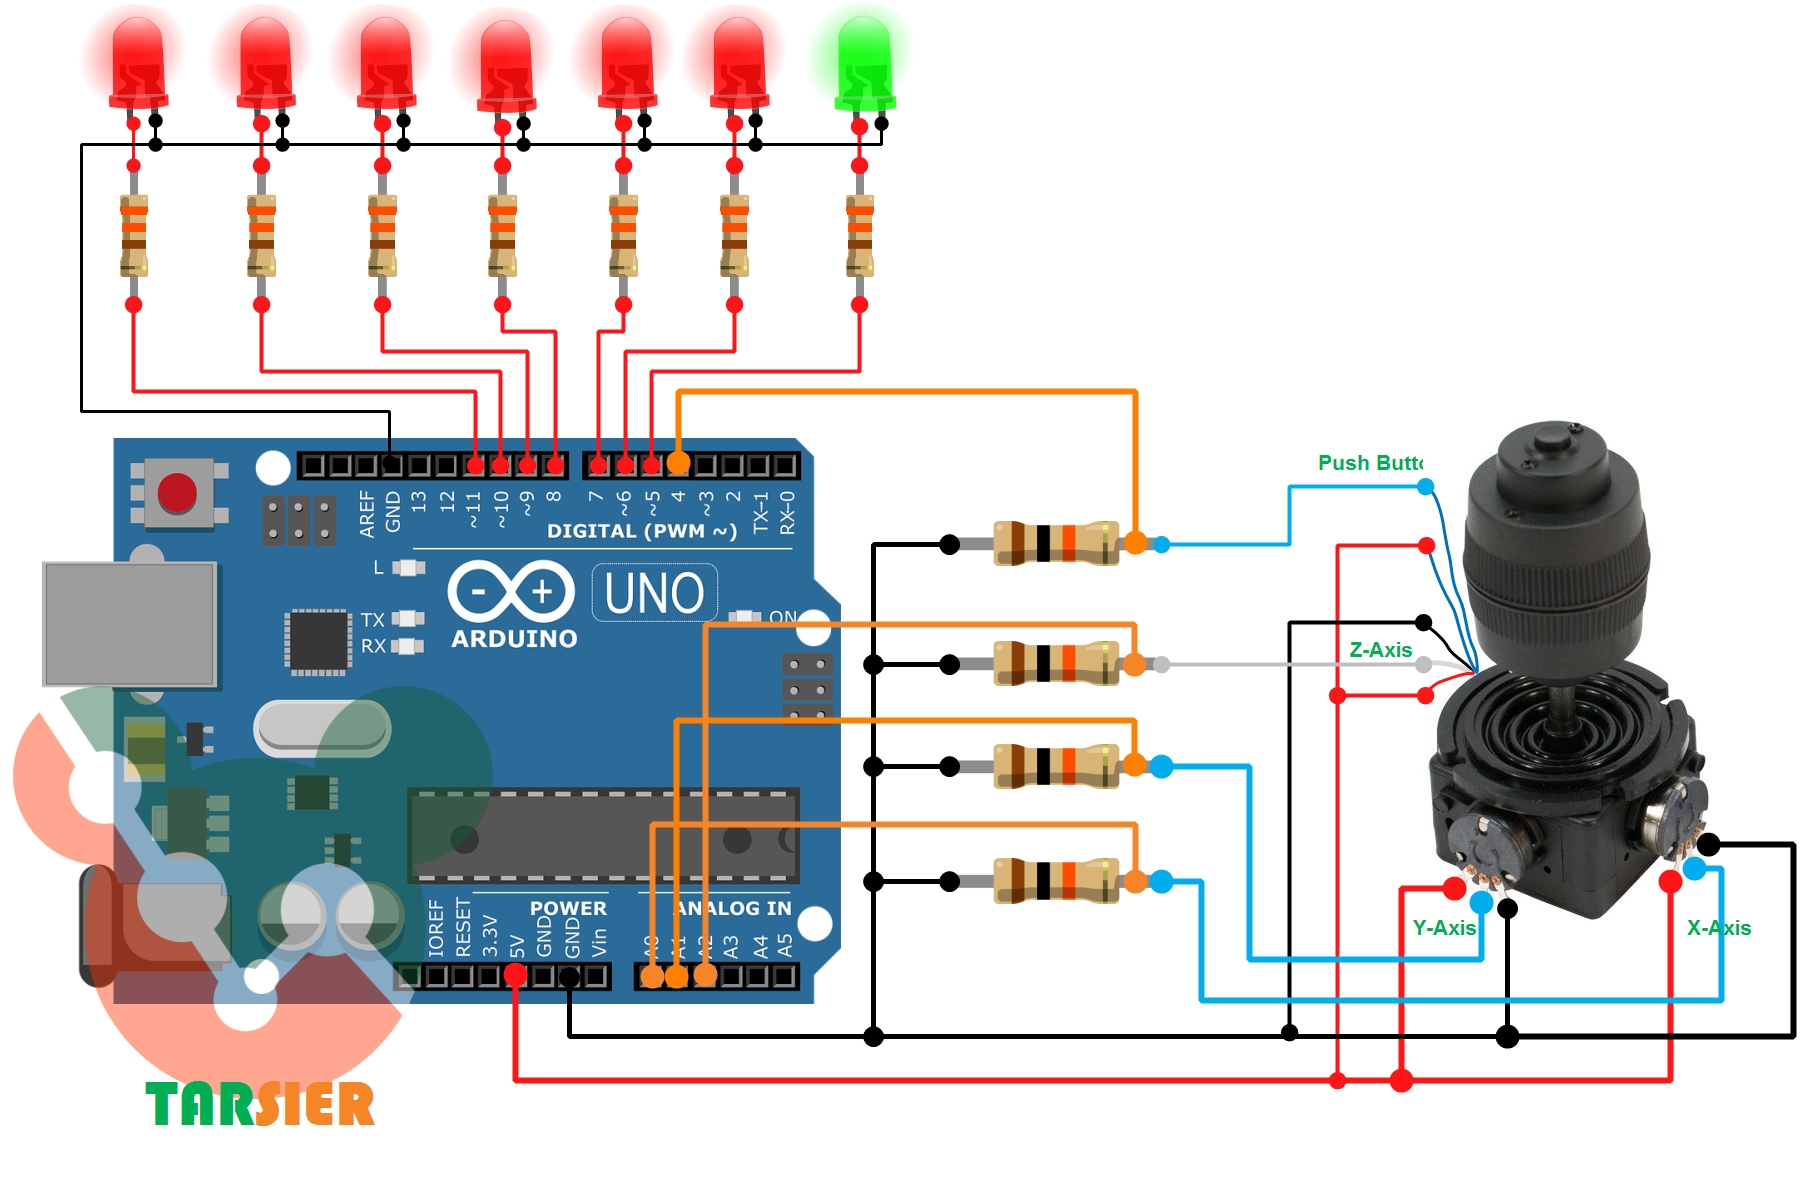 AREF
GND
13
12
~11
~10
~9
8
7
~6
~5
4
~3
2
TX→1
RX←0
DIGITAL (PWM ~)
L
TX
RX
ARDUINO
UNO
ON
POWER
ANALOG IN
IOREF
RESET
3.3V
5V
GND
GND
Vin
A0
A1
A2
A3
A4
A5
Push Butto
Z-Axis
Y-Axis
X-Axis
TARSIER